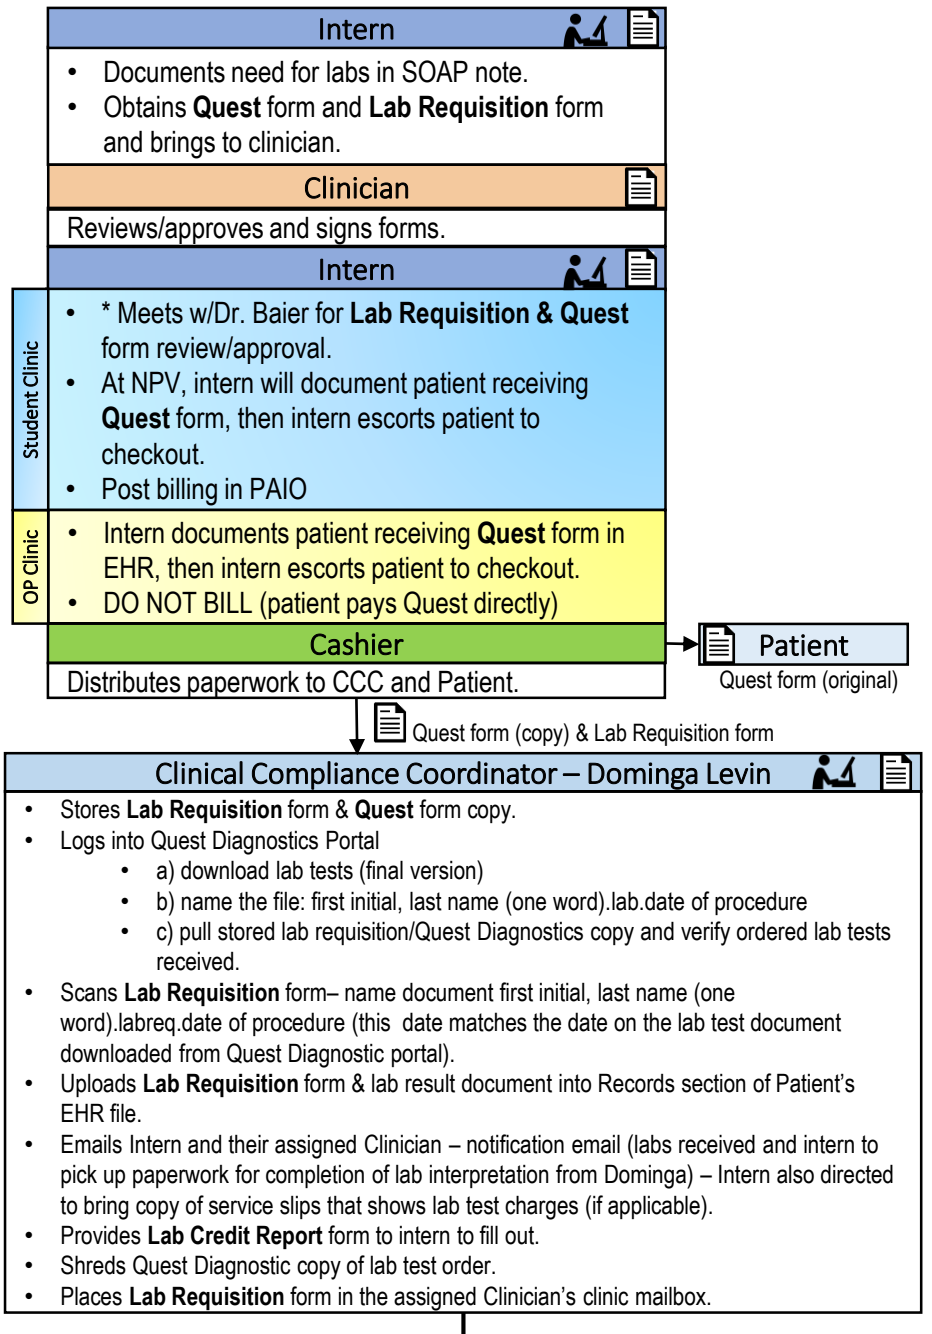 Intern
• Documents need for labs in SOAP note.
• Obtains Quest form and Lab Requisition form
and brings to clinician.
Clinician
Reviews/approves and signs forms.
Intern
Student Clinic
• * Meets w/Dr. Baier for Lab Requisition & Quest
form review/approval.
• At NPV, intern will document patient receiving
Quest form, then intern escorts patient to
checkout.
• Post billing in PAIO
OP Clinic
• Intern documents patient receiving Quest form in
EHR, then intern escorts patient to checkout.
• DO NOT BILL (patient pays Quest directly)
Cashier
Patient
Distributes paperwork to CCC and Patient.
Quest form (original)
Quest form (copy) & Lab Requisition form
Clinical Compliance Coordinator – Dominga Levin
• Stores Lab Requisition form & Quest form copy.
• Logs into Quest Diagnostics Portal
• a) download lab tests (final version)
• b) name the file: first initial, last name (one word).lab.date of procedure
• c) pull stored lab requisition/Quest Diagnostics copy and verify ordered lab tests
received.
• Scans Lab Requisition form– name document first initial, last name (one
word).labreq.date of procedure (this date matches the date on the lab test document
downloaded from Quest Diagnostic portal).
• Uploads Lab Requisition form & lab result document into Records section of Patient's
EHR file.
• Emails Intern and their assigned Clinician – notification email (labs received and intern to
pick up paperwork for completion of lab interpretation from Dominga) – Intern also directed
to bring copy of service slips that shows lab test charges (if applicable).
• Provides Lab Credit Report form to intern to fill out.
• Shreds Quest Diagnostic copy of lab test order.
• Places Lab Requisition form in the assigned Clinician's clinic mailbox.